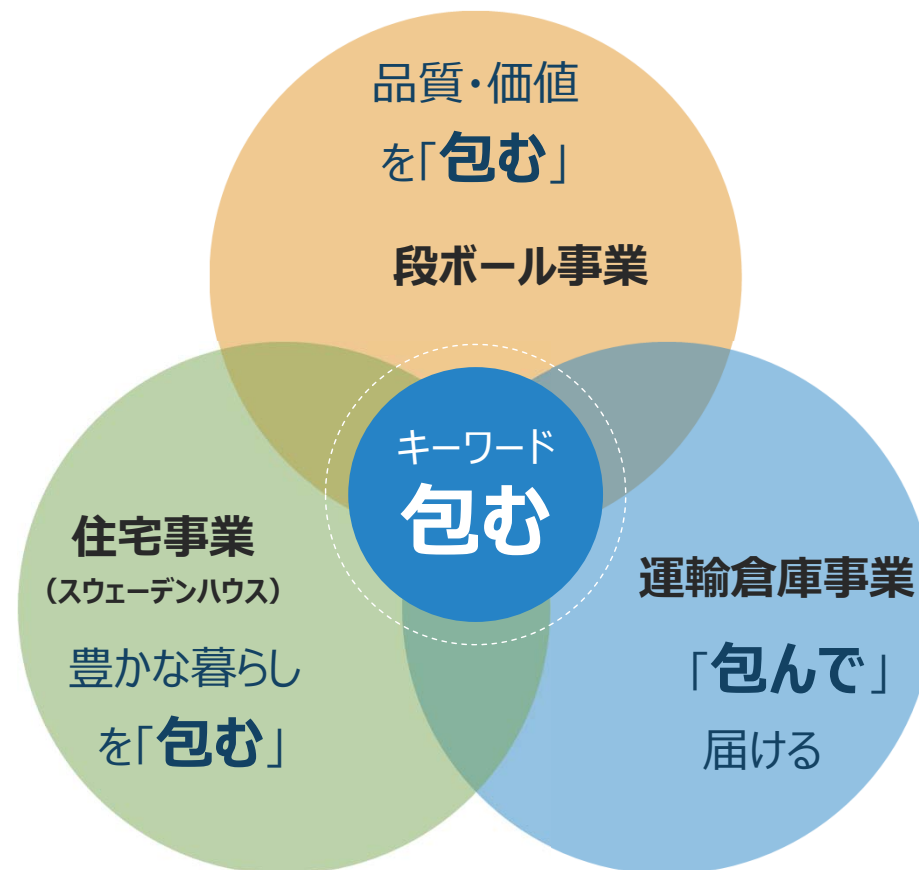 品質・価値
を「包む」
段ボール事業
キーワード
包む
住宅事業
（スウェーデンハウス）
豊かな暮らし
を「包む」
運輸倉庫事業
「包んで」
届ける